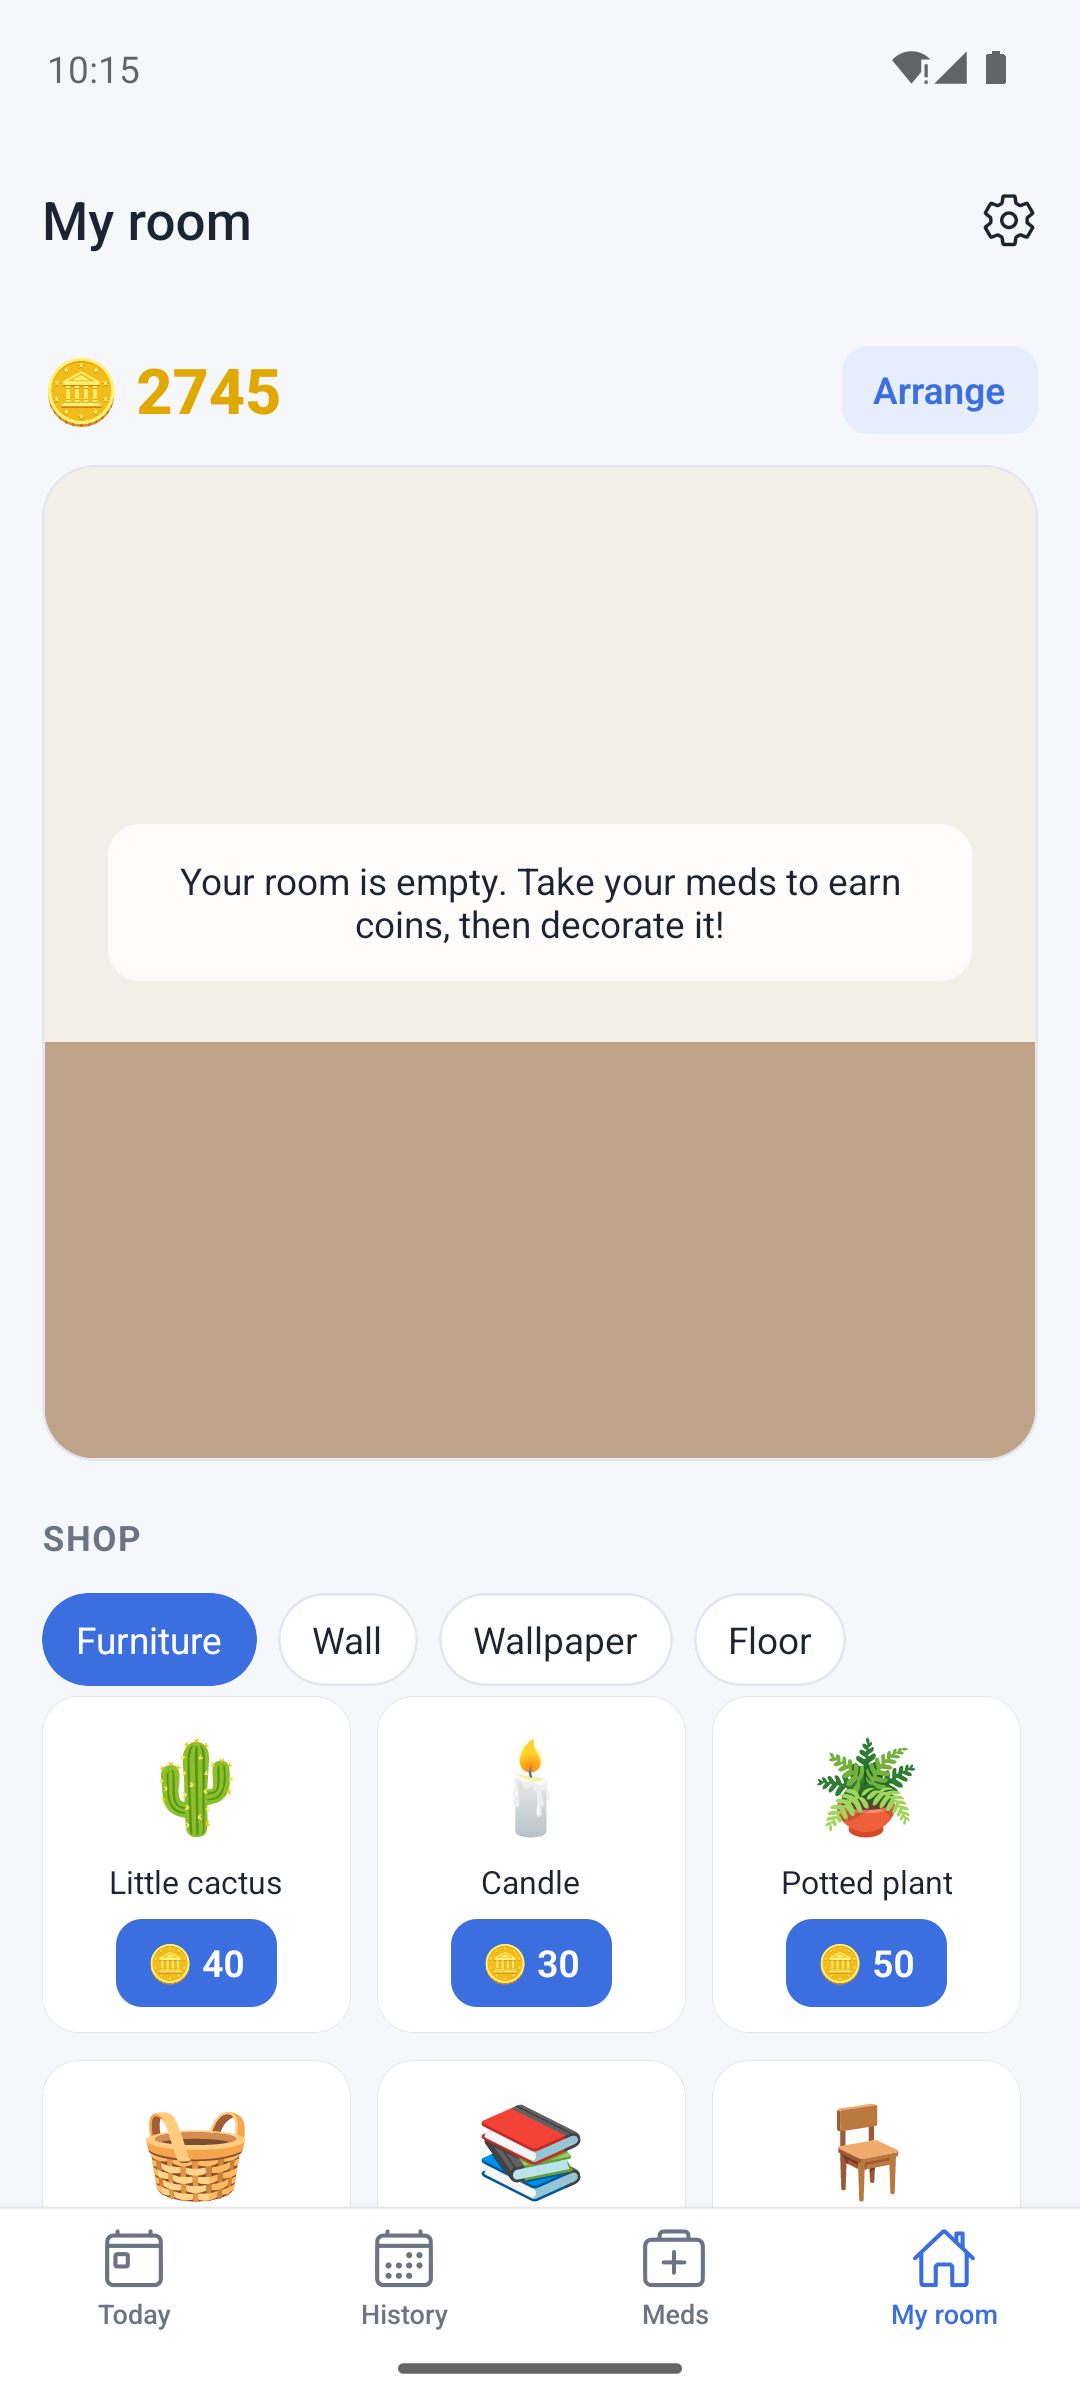 10:15
My room
2745
Arrange
Your room is empty. Take your meds to earn
coins, then decorate it!
SHOP
Furniture
Wall
Wallpaper
Floor
Little cactus
Candle
Potted plant
40
30
50
Today
History
Meds
My room